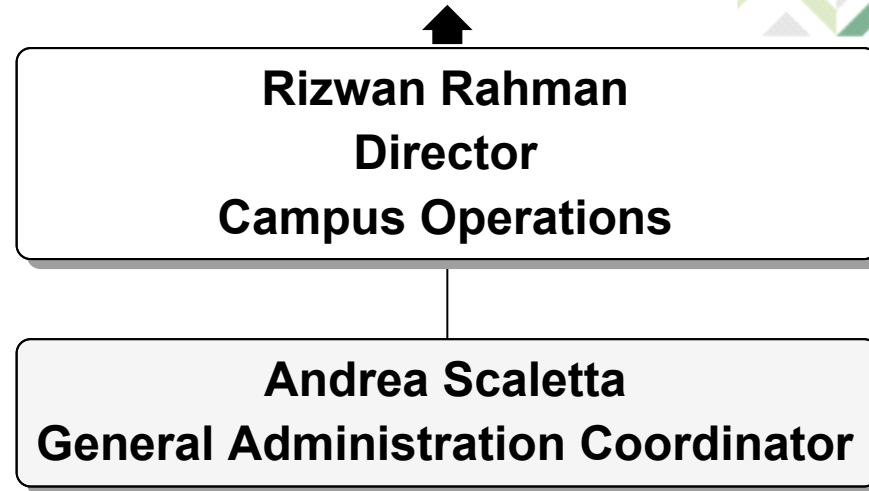 Rizwan Rahman
Director
Campus Operations
Andrea Scaletta
General Administration Coordinator